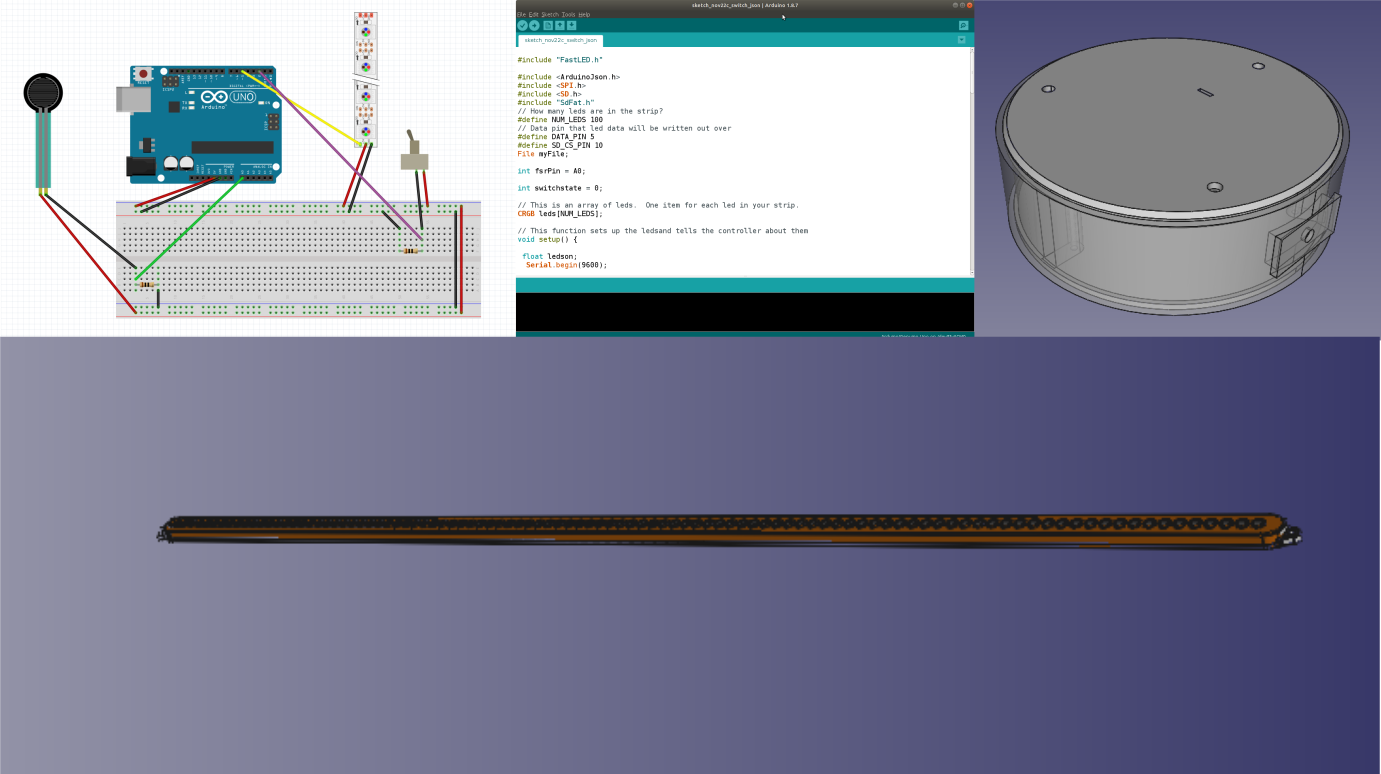 Arduino
UNO
sketch_nov22c_switch_json | Arduino 1.8.7
File Edit Sketch Tools Help
sketch_nov22c_switch_json
#include "FastLED.h"
#include <ArduinoJson.h>
#include <SPI.h>
#include <SD.h>
#include "SdFat.h"
// How many leds are in the strip?
#define NUM_LEDS 100
// Data pin that led data will be written out over
#define DATA_PIN 5
#define SD_CS_PIN 10
File myFile;
int fsrPin = A0;
int switchstate = 0;
// This is an array of leds.  One item for each led in your strip.
CRGB leds[NUM_LEDS];
// This function sets up the ledsand tells the controller about them
void setup() {
float ledson;
Serial.begin(9600);